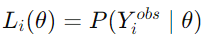 L_i(θ) = P(Y_i^{obs} | θ)